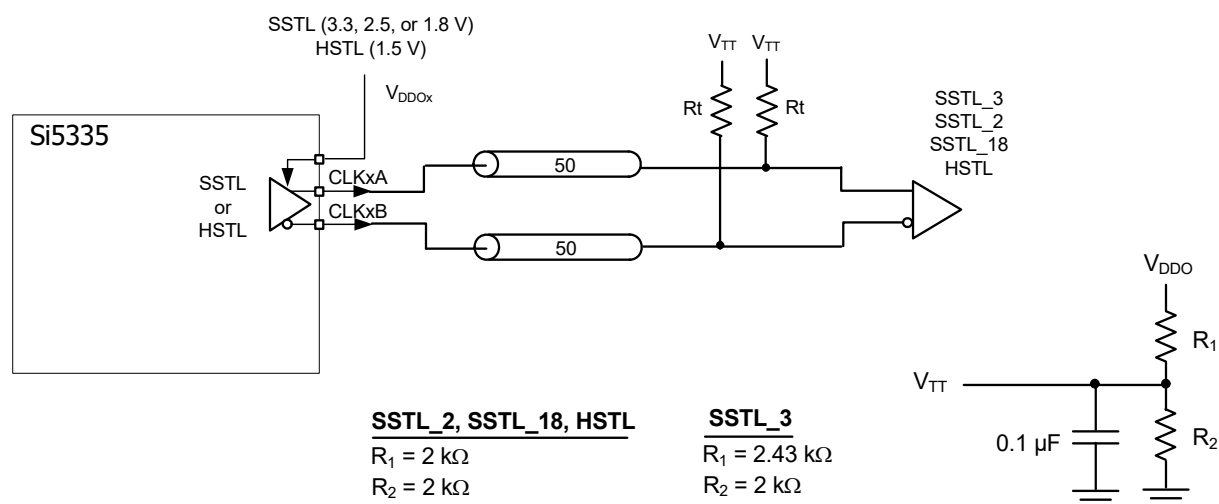 SSTL (3.3, 2.5, or 1.8 V)
HSTL (1.5 V)
VDDOx
Si5335
SSTL
or
HSTL
CLKxA
CLKxB
50
50
VTT
VTT
Rt
Rt
SSTL_3
SSTL_2
SSTL_18
HSTL
VDDO
R1
VTT
0.1 µF
R2
SSTL_2, SSTL_18, HSTL
R1 = 2 kΩ
R2 = 2 kΩ
SSTL_3
R1 = 2.43 kΩ
R2 = 2 kΩ